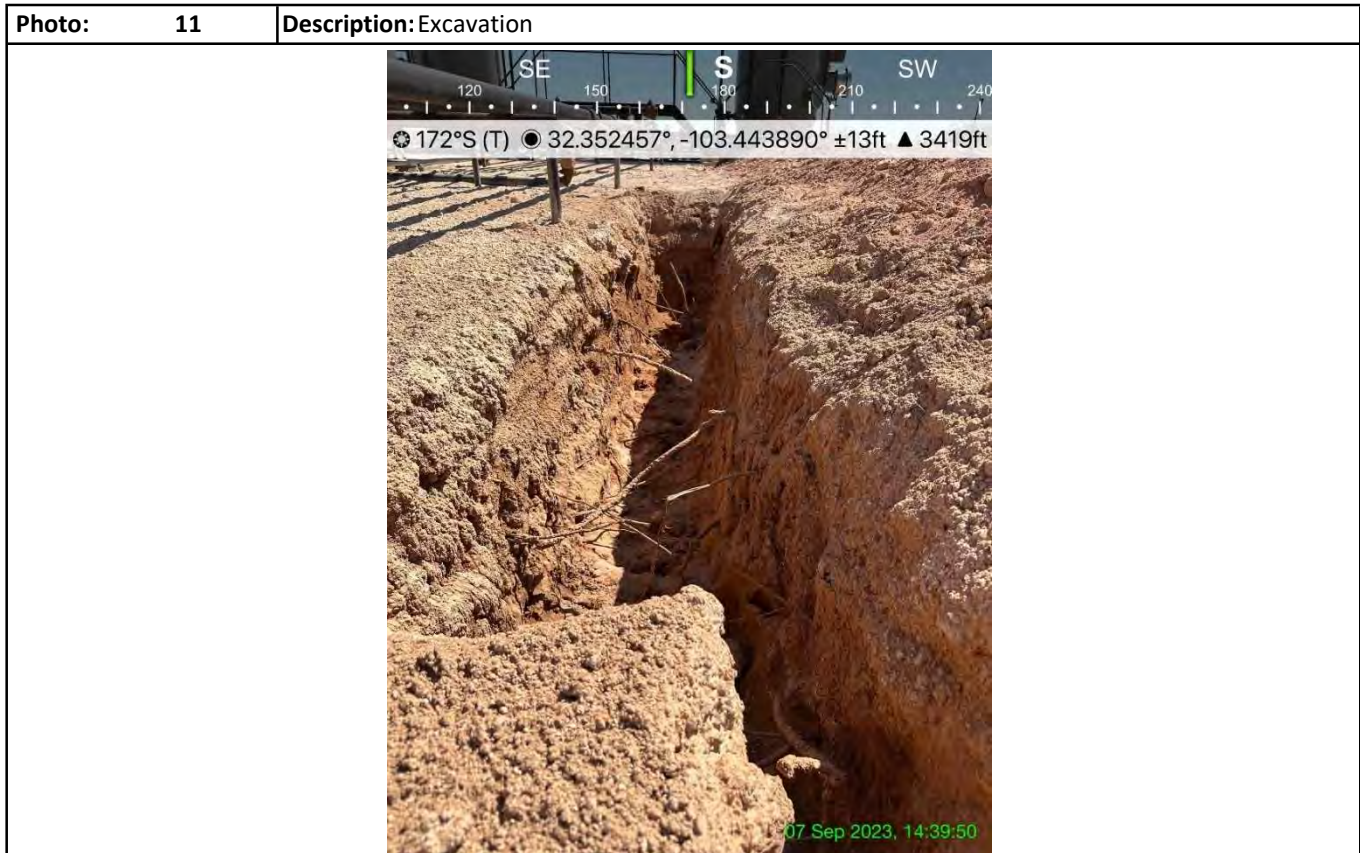 Photo: 11 Description: Excavation
SE S SW
120 150 180 210 240
172°S (T) 32.352457°, -103.443890° ±13ft ▲ 3419ft
07 Sep 2023, 14:39:50